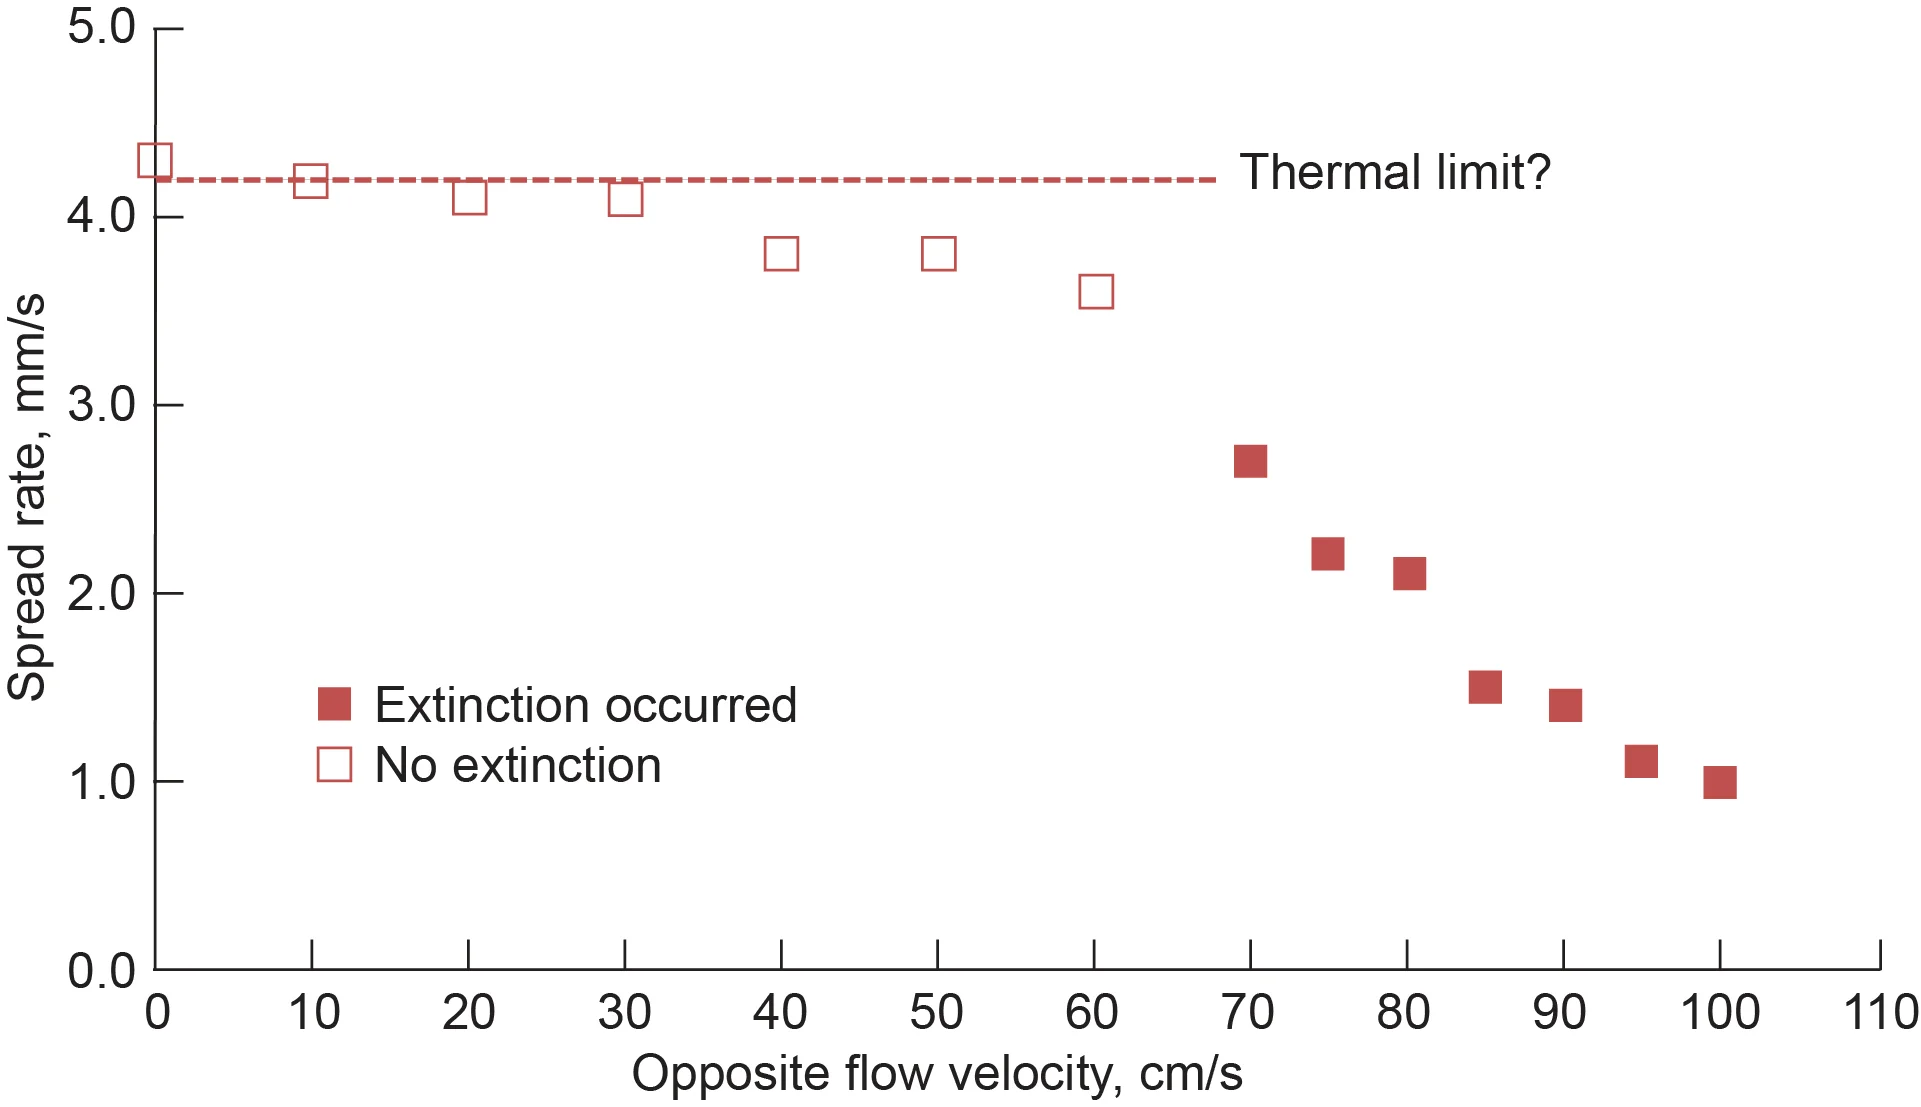 5.0
4.0
3.0
2.0
1.0
0.0
Spread rate, mm/s
Thermal limit?
Extinction occurred
No extinction
0 10 20 30 40 50 60 70 80 90 100 110
Opposite flow velocity, cm/s